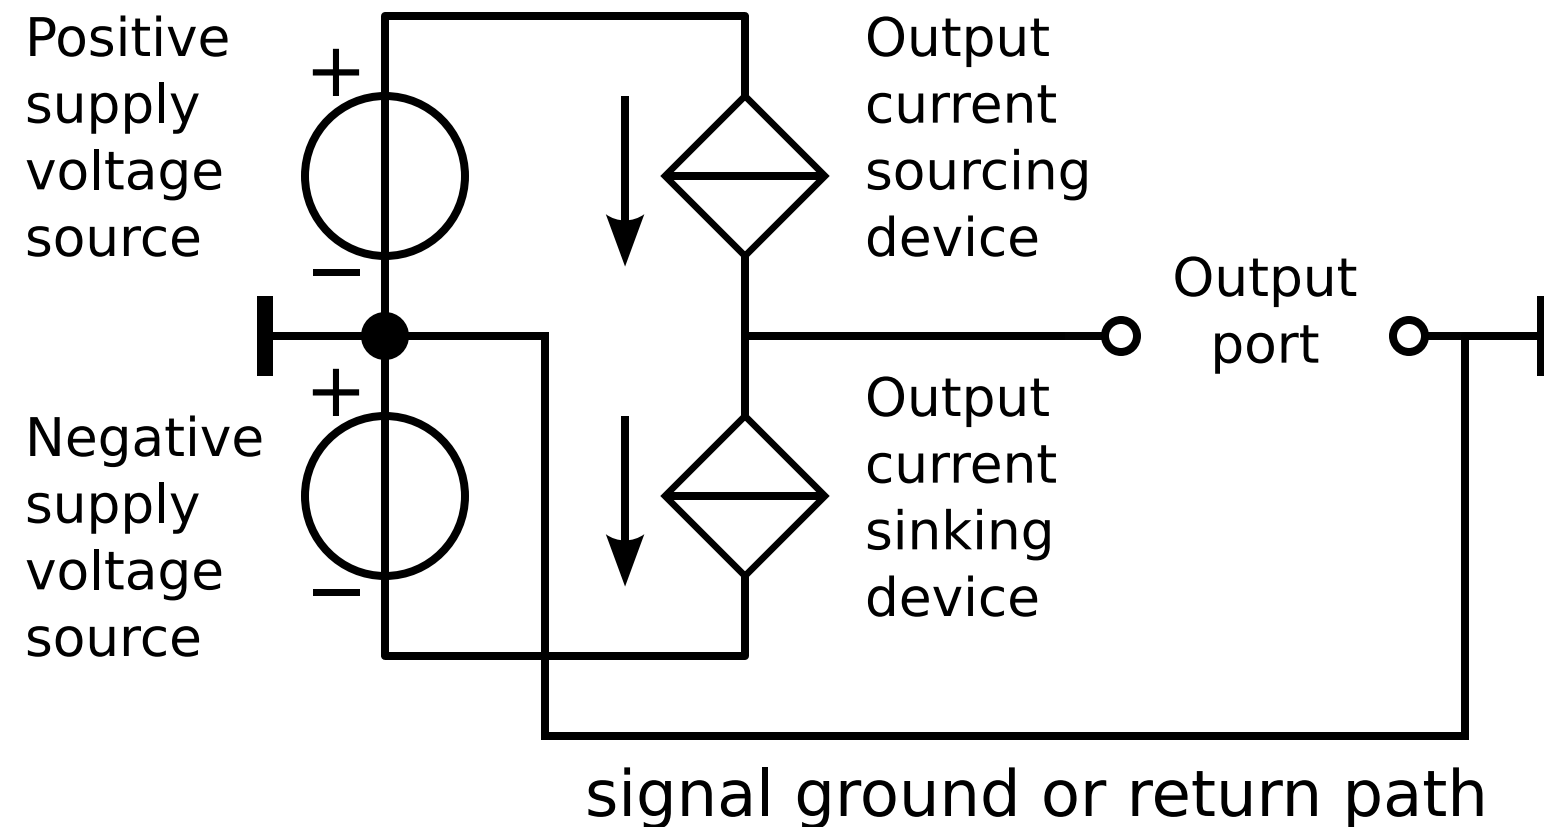 Positive
supply
voltage
source
+
−
Output
current
sourcing
device
Output
port
Negative
supply
voltage
source
+
−
Output
current
sinking
device
signal ground or return path